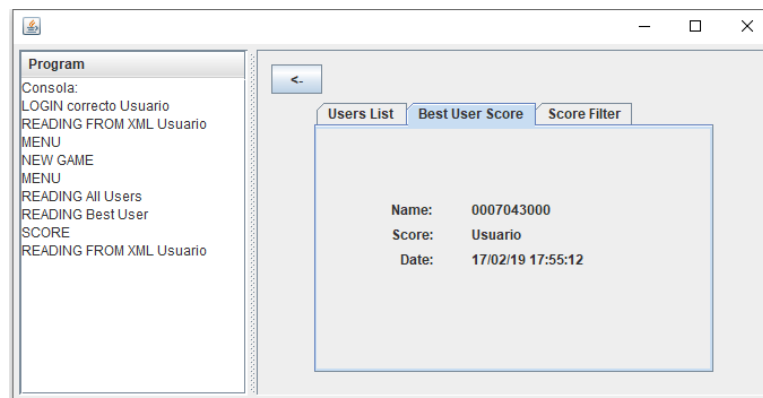 Program
Consola:
LOGIN correcto Usuario
READING FROM XML Usuario
MENU
NEW GAME
MENU
READING All Users
READING Best User
SCORE
READING FROM XML Usuario
<-
Users List Best User Score Score Filter
Name: 0007043000
Score: Usuario
Date: 17/02/19 17:55:12